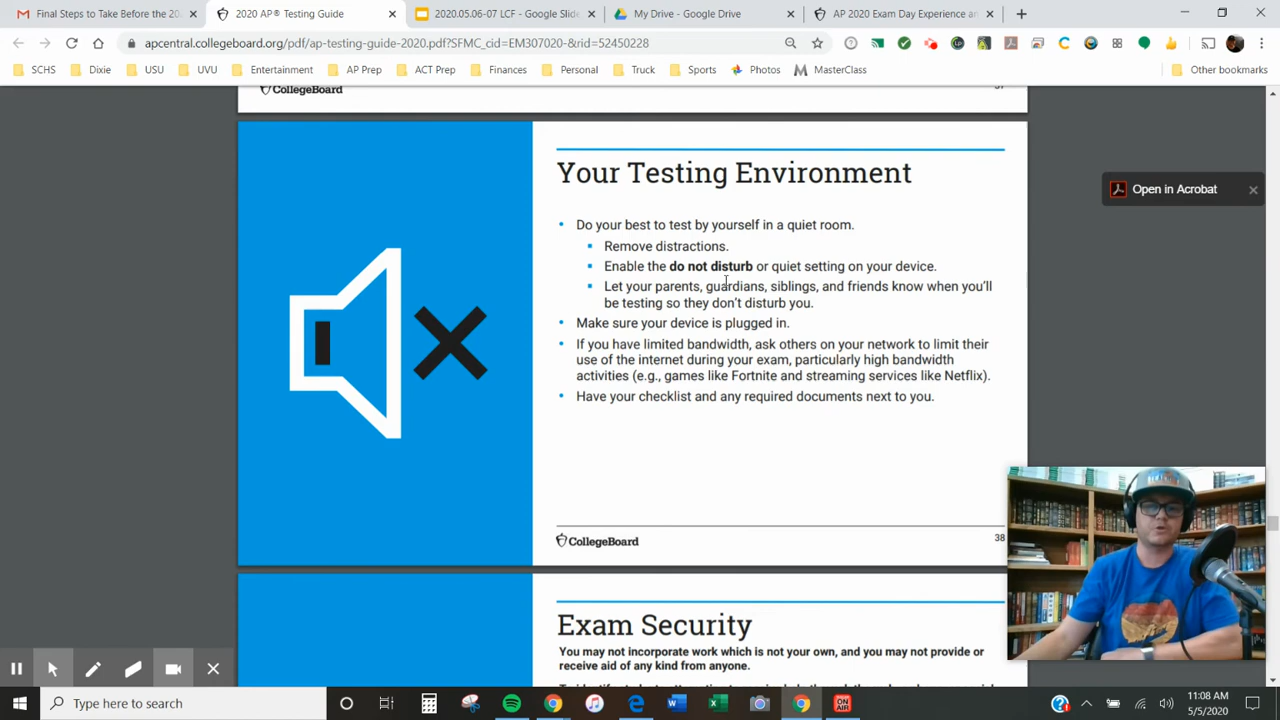 Final Steps to Take Before the 20
2020 AP® Testing Guide
2020.05.06-07 LCF - Google Slide
My Drive - Google Drive
AP 2020 Exam Day Experience an
apcentral.collegeboard.org/pdf/ap-testing-guide-2020.pdf?SFMC_cid=EM307020-&rid=52450228
SCHS
Dixie
USU
UVU
Entertainment
AP Prep
ACT Prep
Finances
Personal
Truck
Sports
Photos
MasterClass
Other bookmarks
CollegeBoard
Open in Acrobat
Your Testing Environment
• Do your best to test by yourself in a quiet room.
▪ Remove distractions.
▪ Enable the do not disturb or quiet setting on your device.
▪ Let your parents, guardians, siblings, and friends know when you'll
be testing so they don't disturb you.
• Make sure your device is plugged in.
• If you have limited bandwidth, ask others on your network to limit their
use of the internet during your exam, particularly high bandwidth
activities (e.g., games like Fortnite and streaming services like Netflix).
• Have your checklist and any required documents next to you.
CollegeBoard
38
Exam Security
You may not incorporate work which is not your own, and you may not provide or
receive aid of any kind from anyone.
Type here to search
ON AIR
11:08 AM
5/5/2020